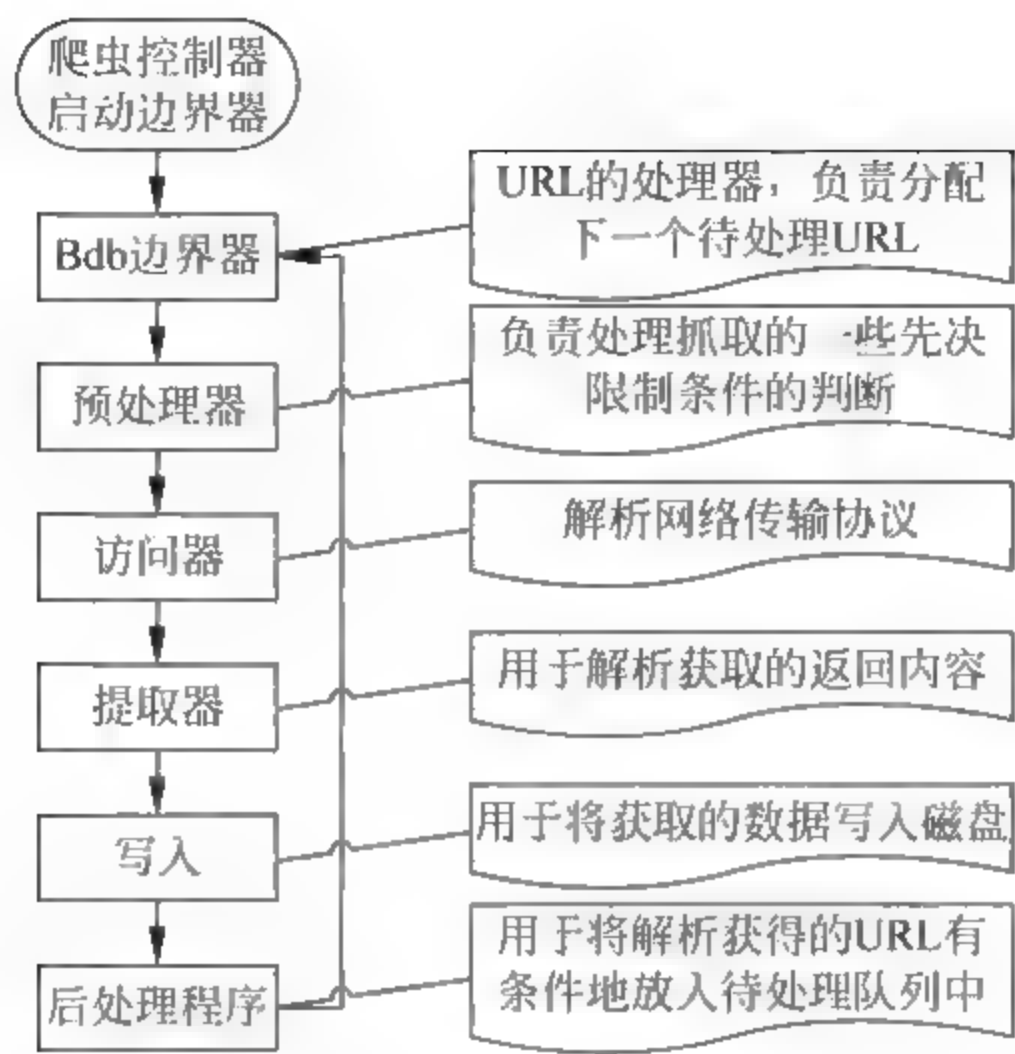 爬虫控制器
启动边界器
URL的处理器，负责分配
下一个待处理URL
Bdb边界器
负责处理抓取的一些先决
限制条件的判断
预处理器
解析网络传输协议
访问器
用于解析获取的返回内容
提取器
用于将获取的数据写入磁盘
写入
用于将解析获得的URL有
条件地放入待处理队列中
后处理程序